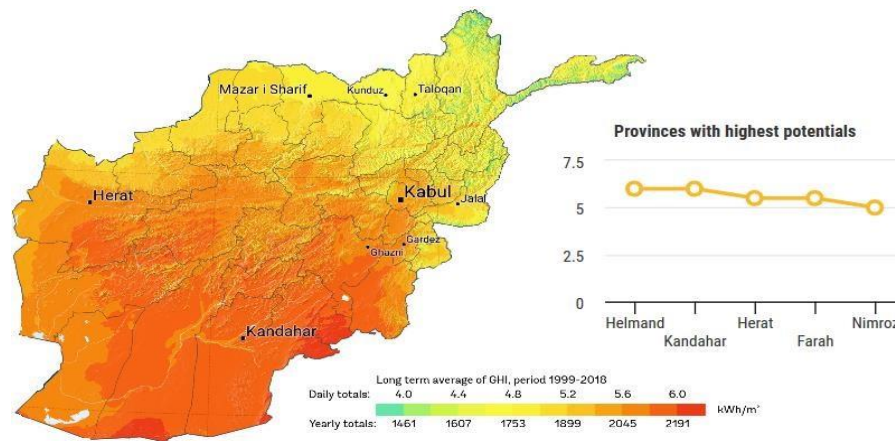 Mazar i Sharif
Kunduz
Taloqan
Herat
Kabul
Jalal
Gardez
Ghazni
Kandahar
Provinces with highest potentials
7.5
5
2.5
0
Helmand
Kandahar
Herat
Farah
Nimroz
Long term average of GHI, period 1999-2018
Daily totals: 4.0 4.4 4.8 5.2 5.6 6.0
kWh/m²
Yearly totals: 1461 1607 1753 1899 2045 2191